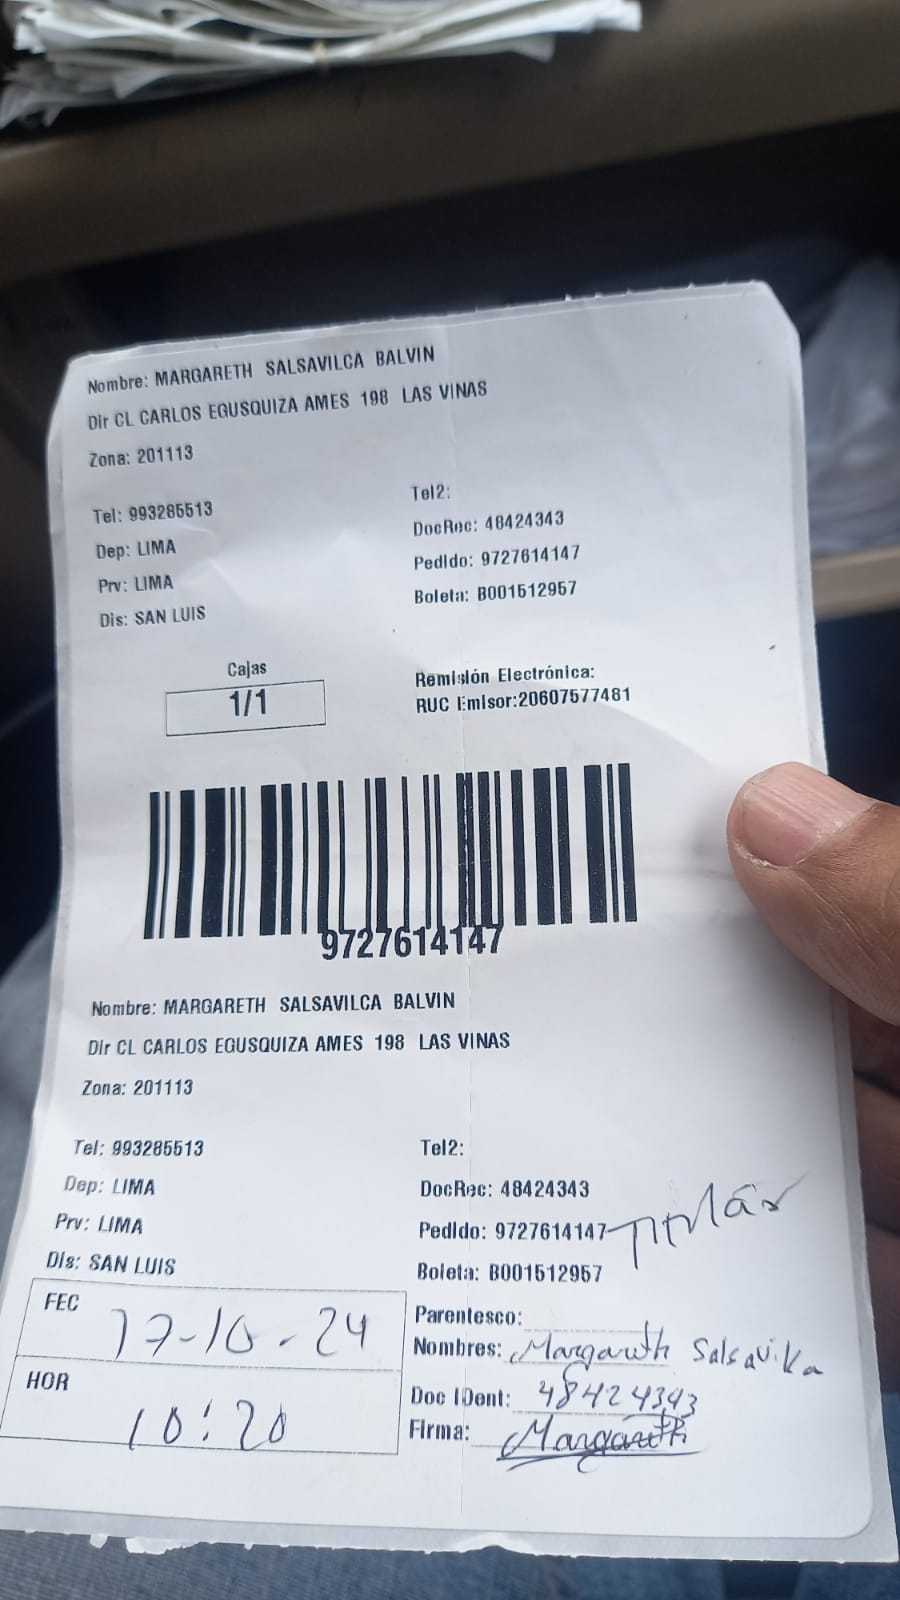 Nombre: MARGARETH SALSAVILCA BALVIN
Dir CL CARLOS EGUSQUIZA AMES 198 LAS VINAS
Zona: 201113
Tel: 993285513
Tel2:
Dep: LIMA
DocRec: 48424343
Prv: LIMA
Pedido: 9727614147
Dis: SAN LUIS
Boleta: B001512957
Cajas
1/1
Remisión Electrónica:
RUC Emisor:20607577481
9727614147
Nombre: MARGARETH SALSAVILCA BALVIN
Dir CL CARLOS EGUSQUIZA AMES 198 LAS VINAS
Zona: 201113
Tel: 993285513
Tel2:
Dep: LIMA
DocRec: 48424343
Prv: LIMA
Pedido: 9727614147 Titular
Dis: SAN LUIS
Boleta: B001512957
FEC 17-10-24
Parentesco:
Nombres: Margareth Salsavilka
HOR 10:20
Doc IDent: 48424343
Firma: Margareth